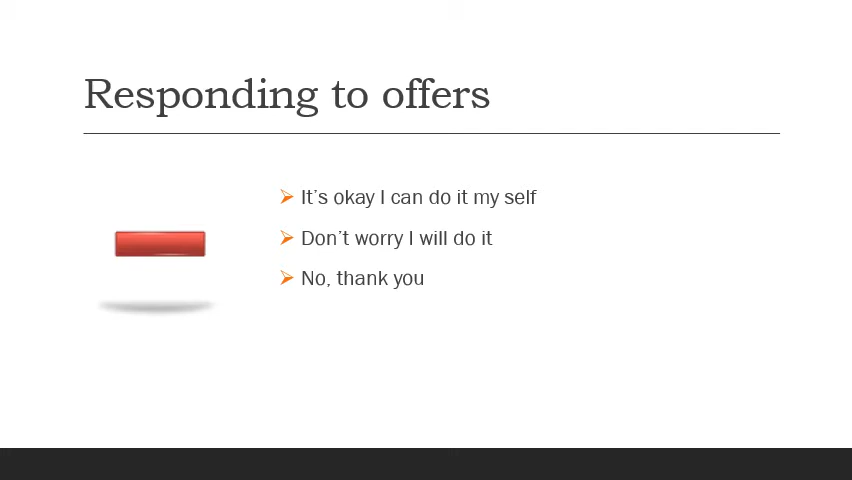 Responding to offers
It's okay I can do it my self
Don't worry I will do it
No, thank you